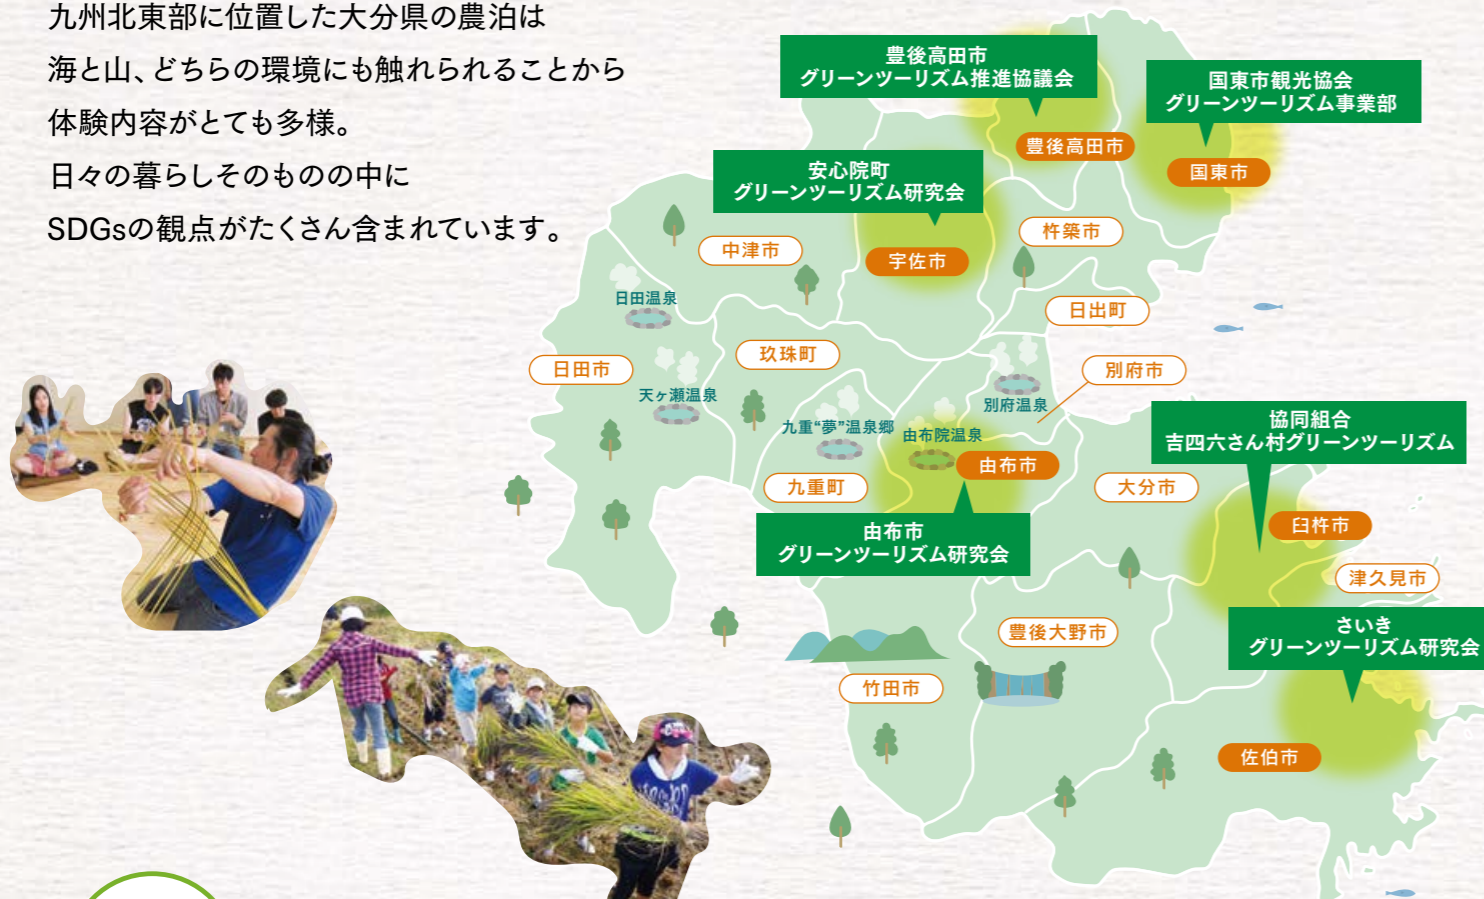 九州北東部に位置した大分県の農泊は
海と山、どちらの環境にも触れられることから
体験内容がとても多様。
日々の暮らしそのものの中に
SDGsの観点がたくさん含まれています。
豊後高田市
グリーンツーリズム推進協議会
国東市観光協会
グリーンツーリズム事業部
豊後高田市
国東市
安心院町
グリーンツーリズム研究会
杵築市
中津市
宇佐市
日田温泉
日出町
玖珠町
日田市
別府市
天ヶ瀬温泉
別府温泉
九重“夢”温泉郷
由布院温泉
協同組合
吉四六さん村グリーンツーリズム
由布市
九重町
大分市
臼杵市
由布市
グリーンツーリズム研究会
津久見市
さいき
グリーンツーリズム研究会
豊後大野市
竹田市
佐伯市